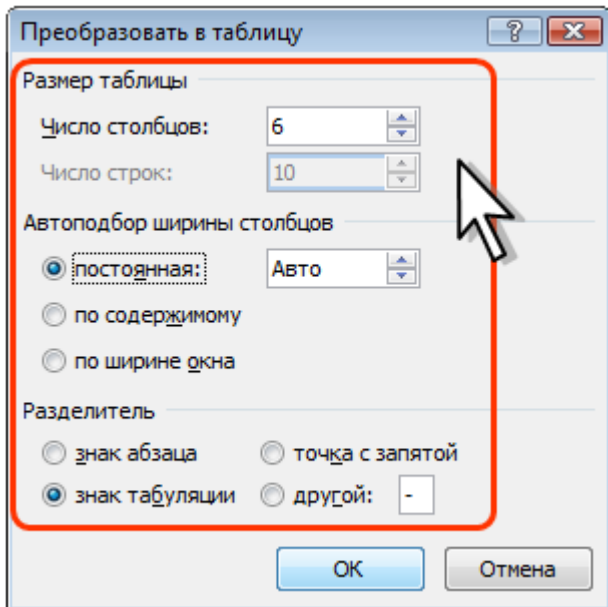 Преобразовать в таблицу
Размер таблицы
Число столбцов: 6
Число строк: 10
Автоподбор ширины столбцов
постоянная: Авто
по содержимому
по ширине окна
Разделитель
знак абзаца точка с запятой
знак табуляции другой: -
ОК Отмена